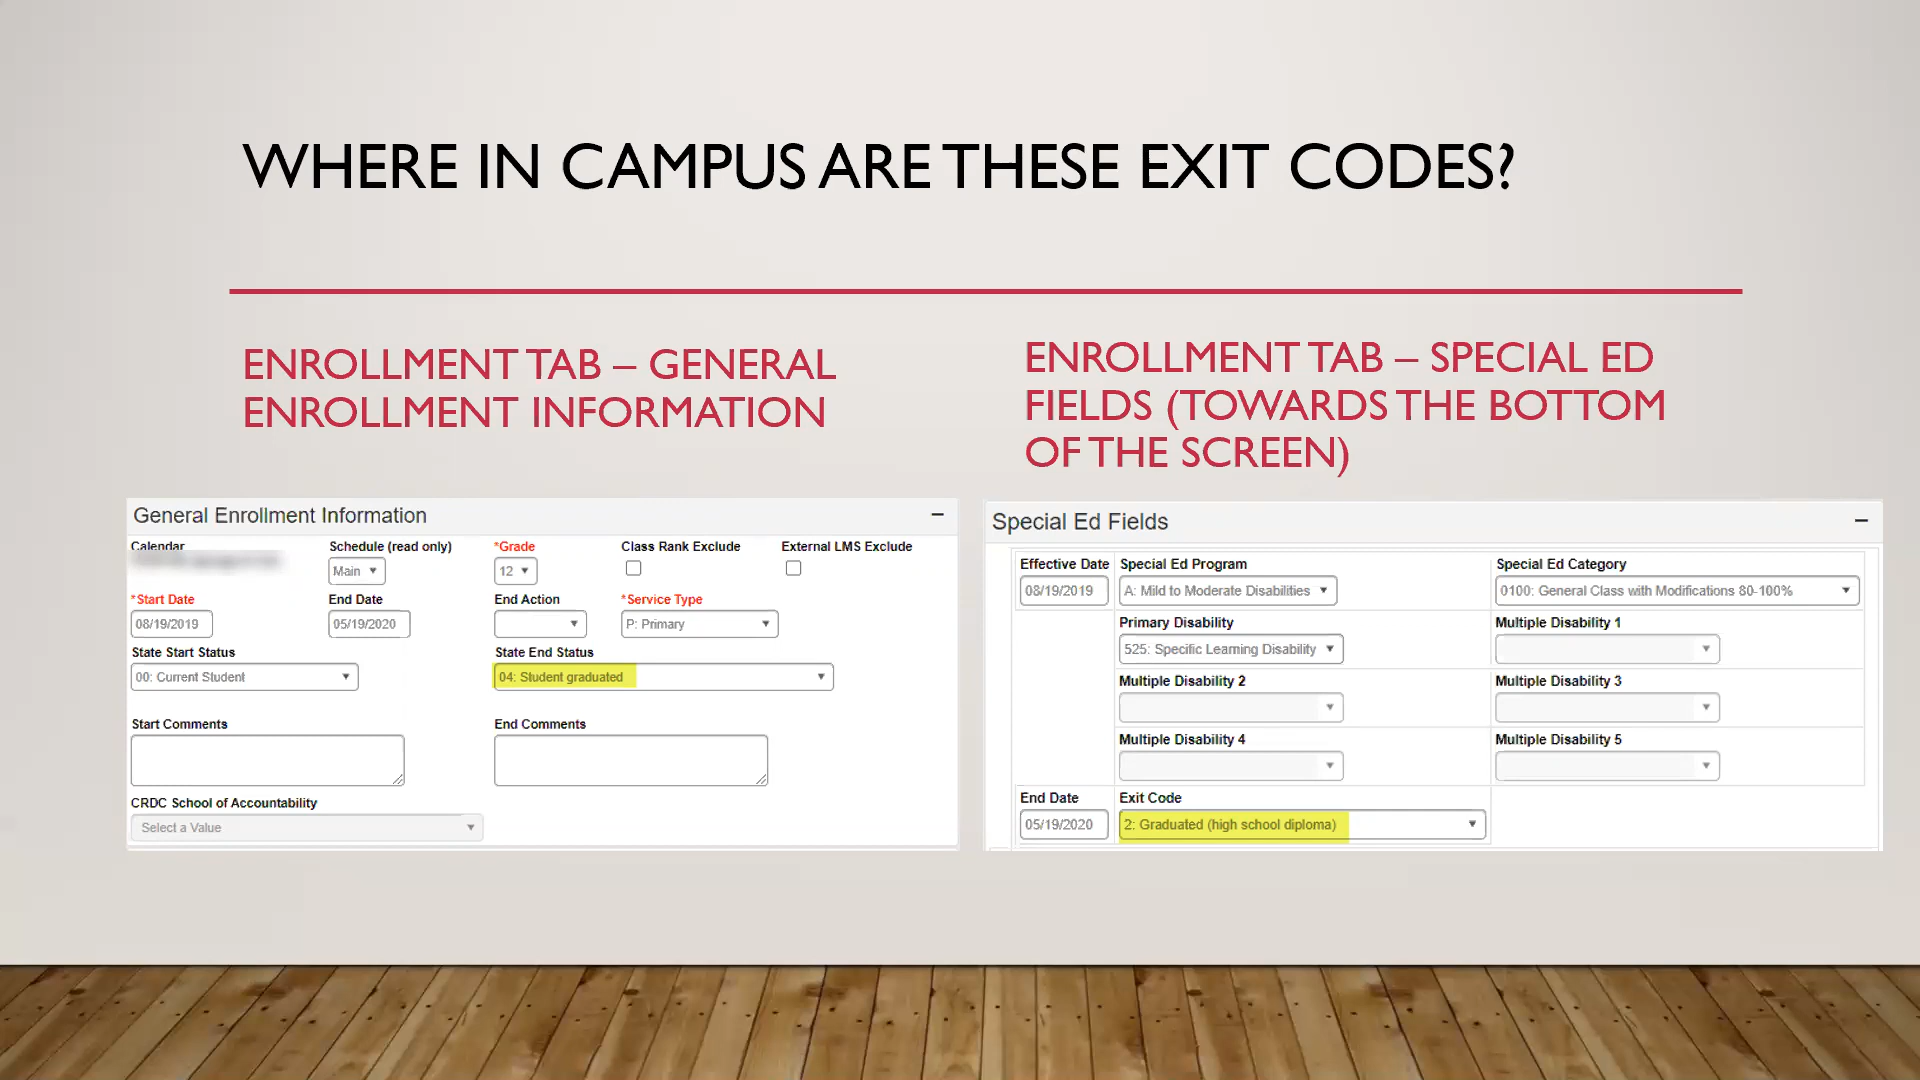 WHERE IN CAMPUS ARE THESE EXIT CODES?
ENROLLMENT TAB – GENERAL
ENROLLMENT INFORMATION
General Enrollment Information
Calendar Schedule (read only) *Grade Class Rank Exclude External LMS Exclude
Main 12
*Start Date End Date End Action *Service Type
08/19/2019 05/19/2020 P: Primary
State Start Status State End Status
00: Current Student 04: Student graduated
Start Comments End Comments
CRDC School of Accountability
Select a Value
ENROLLMENT TAB – SPECIAL ED
FIELDS (TOWARDS THE BOTTOM
OF THE SCREEN)
Special Ed Fields
Effective Date Special Ed Program Special Ed Category
08/19/2019 A: Mild to Moderate Disabilities 0100: General Class with Modifications 80-100%
Primary Disability Multiple Disability 1
525: Specific Learning Disability
Multiple Disability 2 Multiple Disability 3
Multiple Disability 4 Multiple Disability 5
End Date Exit Code
05/19/2020 2: Graduated (high school diploma)